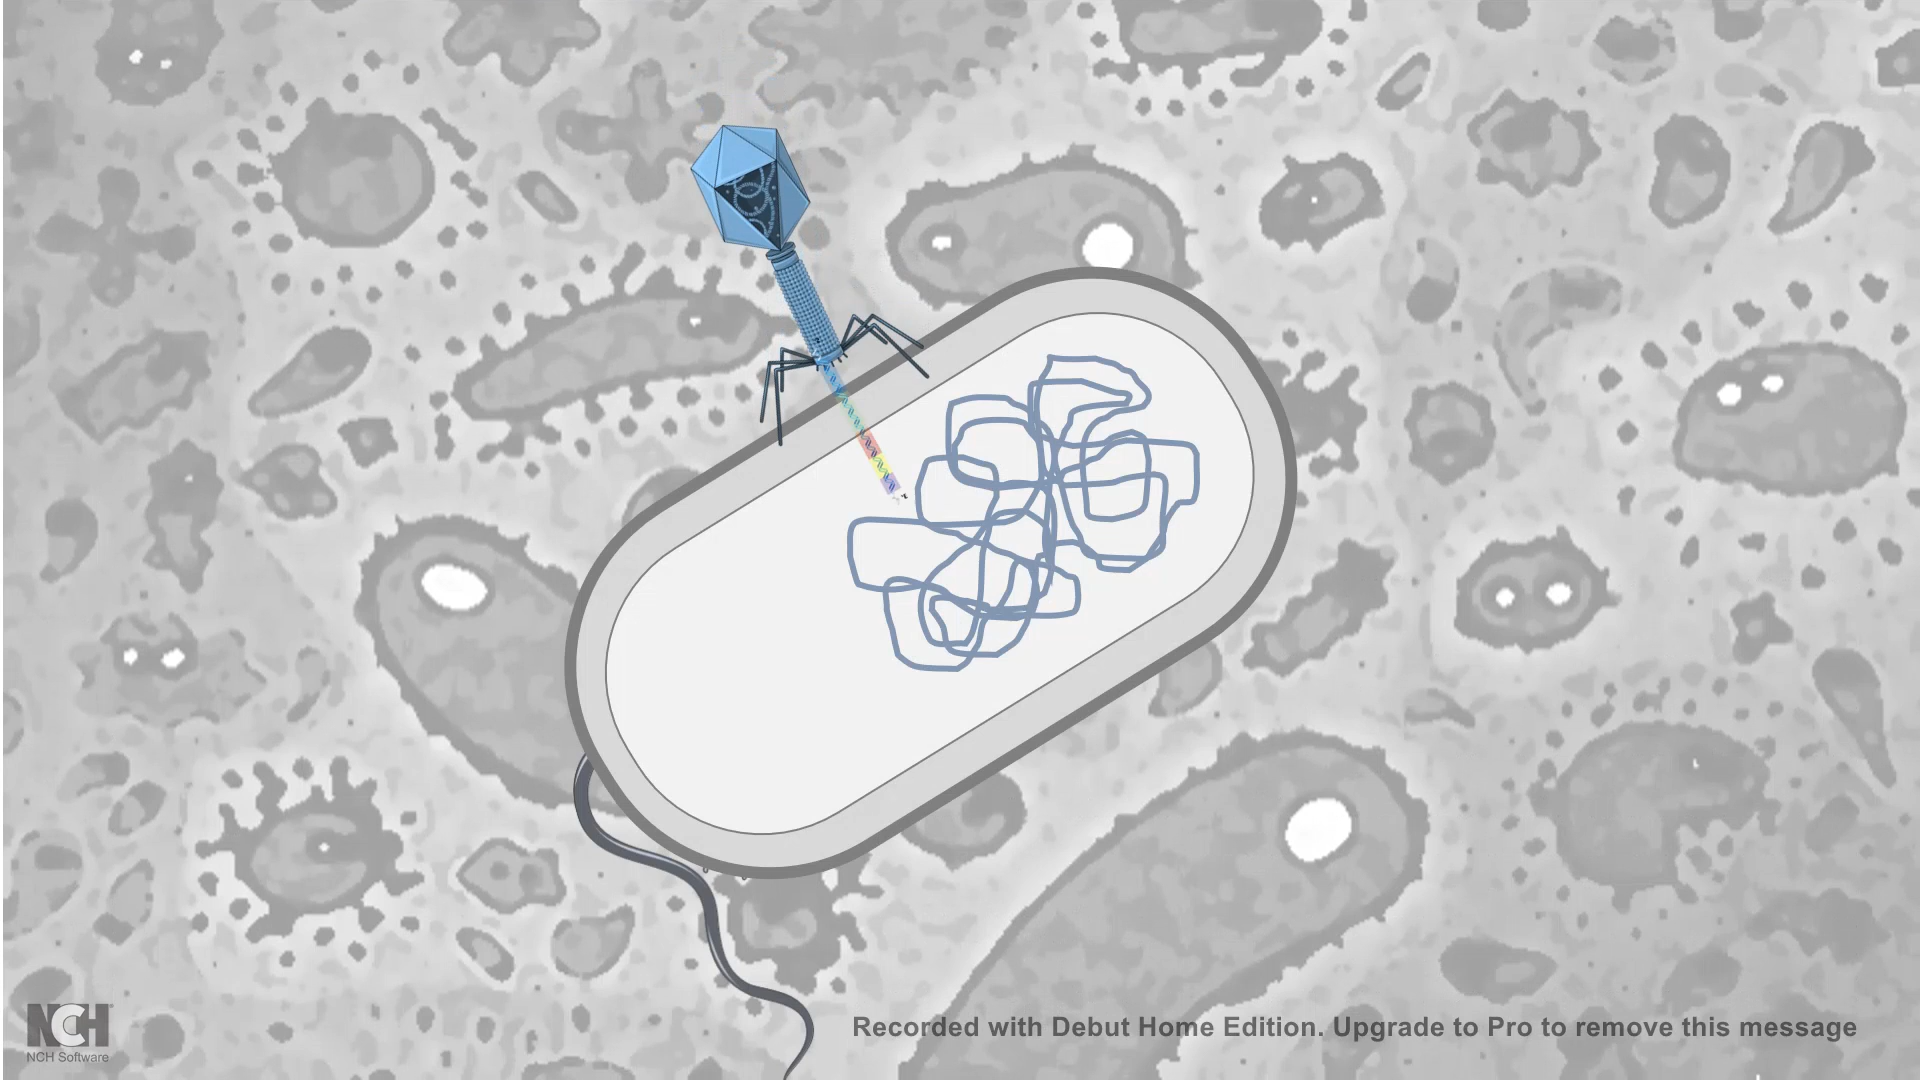 NCH
NCH Software
Recorded with Debut Home Edition. Upgrade to Pro to remove this message